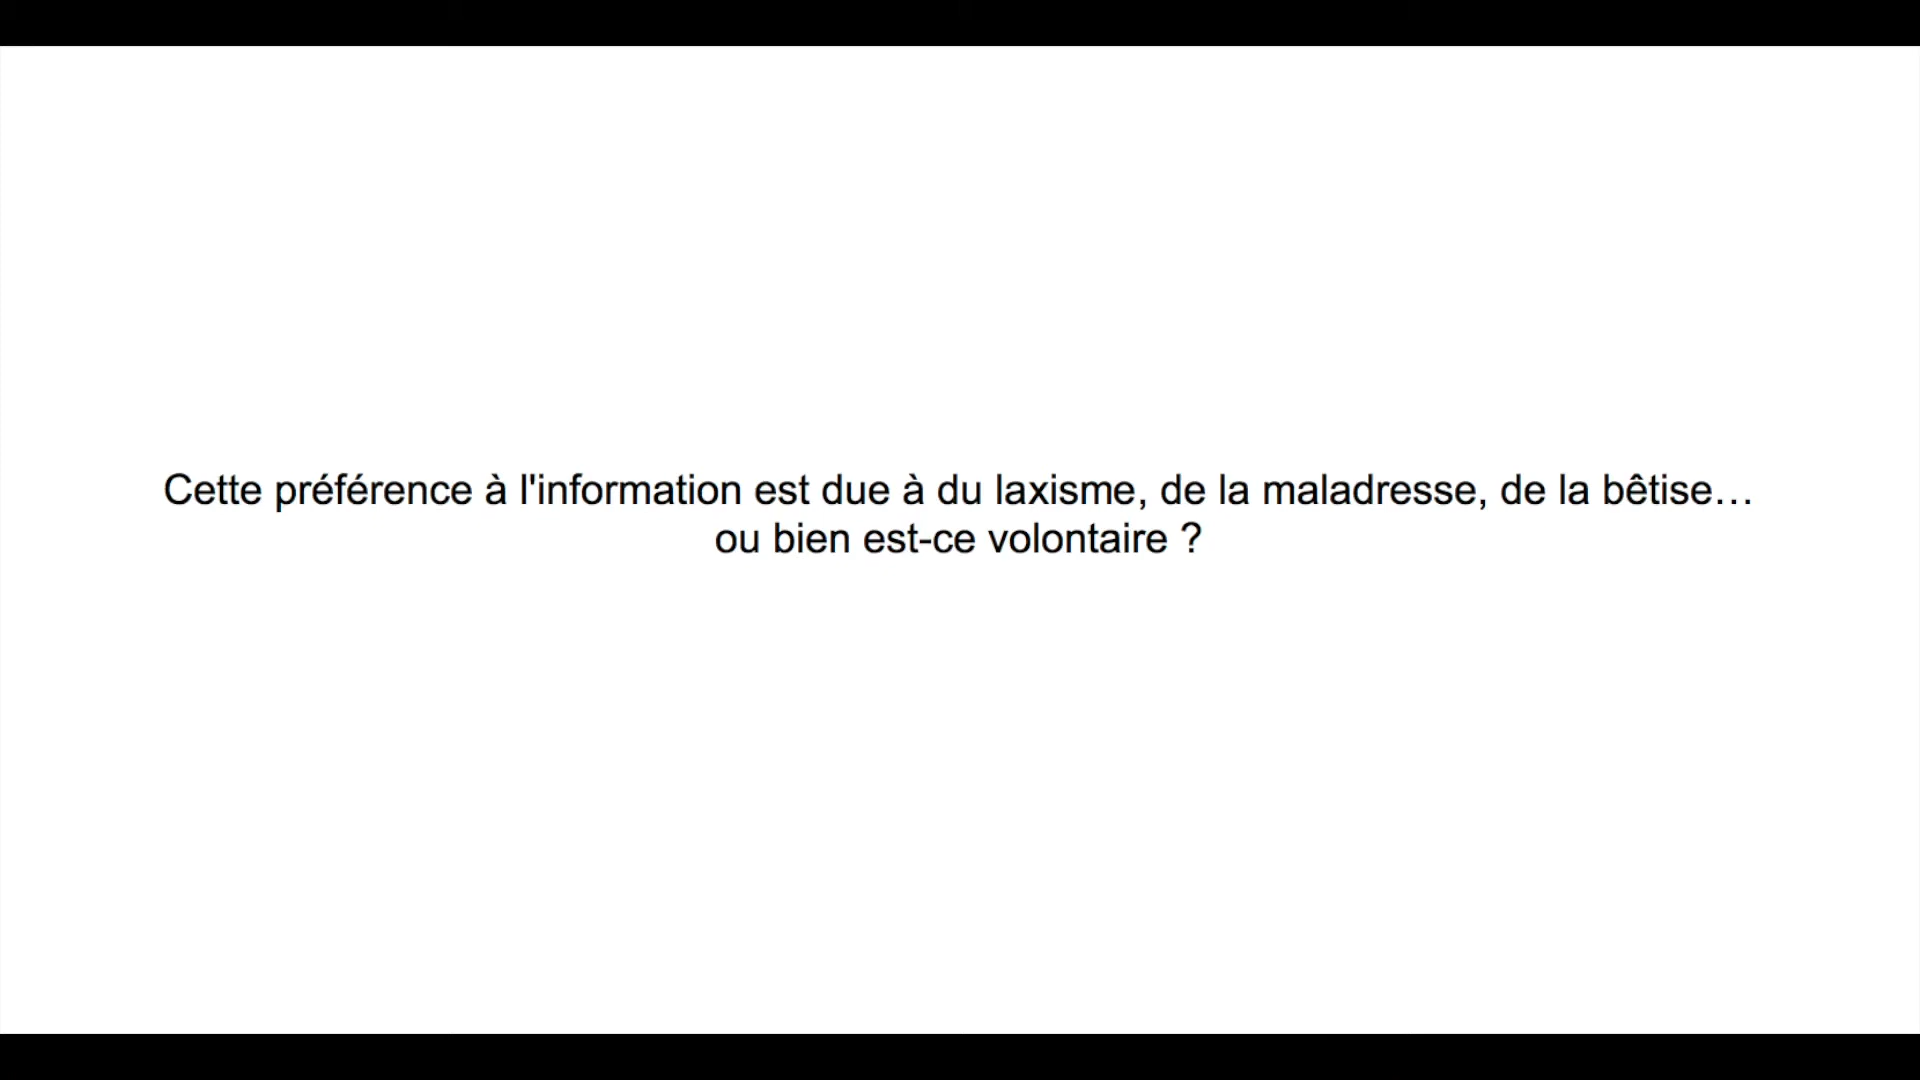 Cette préférence à l'information est due à du laxisme, de la maladresse, de la bêtise…
ou bien est-ce volontaire ?